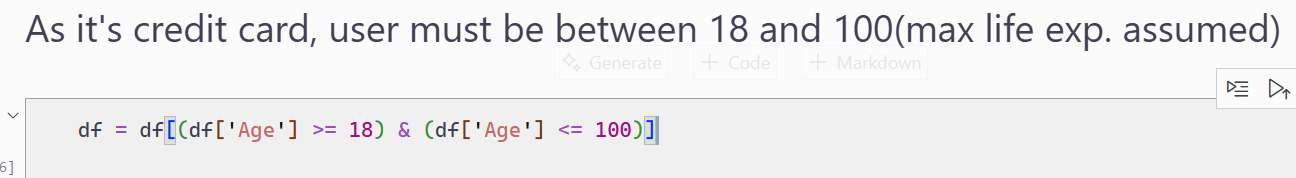 As it's credit card, user must be between 18 and 100(max life exp. assumed)
Generate + Code + Markdown
df = df[(df['Age'] >= 18) & (df['Age'] <= 100)]
6]